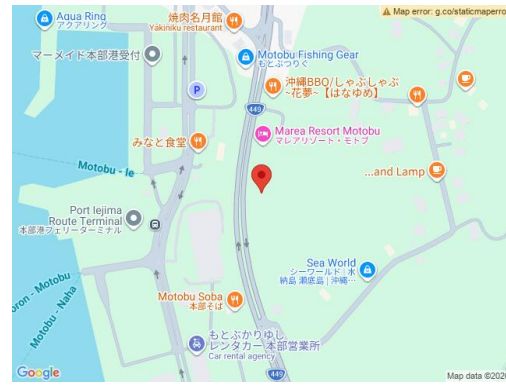 Map error: g.co/staticmaperro
Aqua Ring
アクアリング
焼肉名月館
Yakiniku restaurant
マーメイド本部港受付
Motobu Fishing Gear
もとぶつりぐ
P
沖縄BBQ/しゃぶしゃぶ
~花夢~【はなゆめ】
449
みなと食堂
Marea Resort Motobu
マレアリゾート・モトブ
Motobu - Ie
...and Lamp
Port Iejima
Route Terminal
本部港フェリーターミナル
Sea World
シーワールド | 水
納島 瀬底島 | 沖縄…
oron - Motobu
Motobu - Naha
Motobu Soba
本部そば
もとぶかりゆし
レンタカー 本部営業所
Car rental agency
449
Google
Map data ©2026